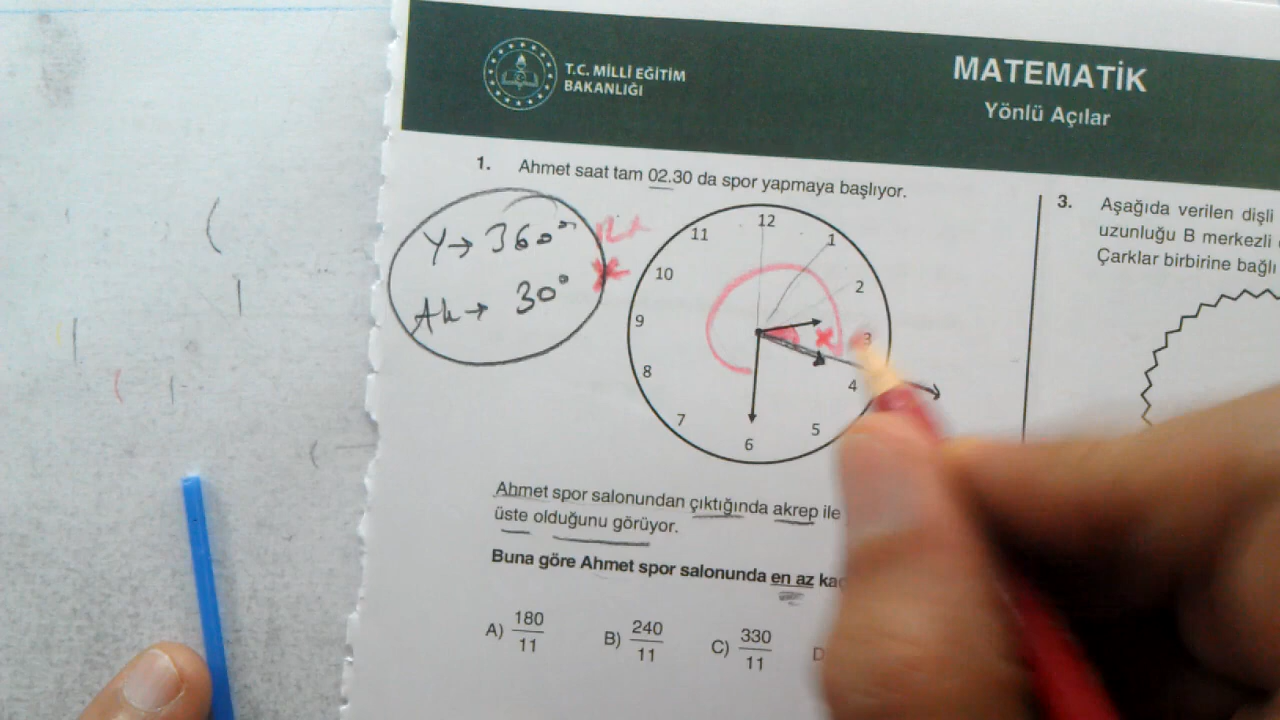 T.C. MİLLİ EĞİTİM
BAKANLIĞI
MATEMATİK
Yönlü Açılar
1. Ahmet saat tam 02.30 da spor yapmaya başlıyor.
Y→ 360° 12x
Ak→ 30° x
12
11 1
10 2
9 3
x
8 4
7 5
6
Ahmet spor salonundan çıktığında akrep ile
üste olduğunu görüyor.
Buna göre Ahmet spor salonunda en az
A) 180/11 B) 240/11 C) 330/11 D
3. Aşağıda verilen dişli
uzunluğu B merkezli
Çarklar birbirine bağlı